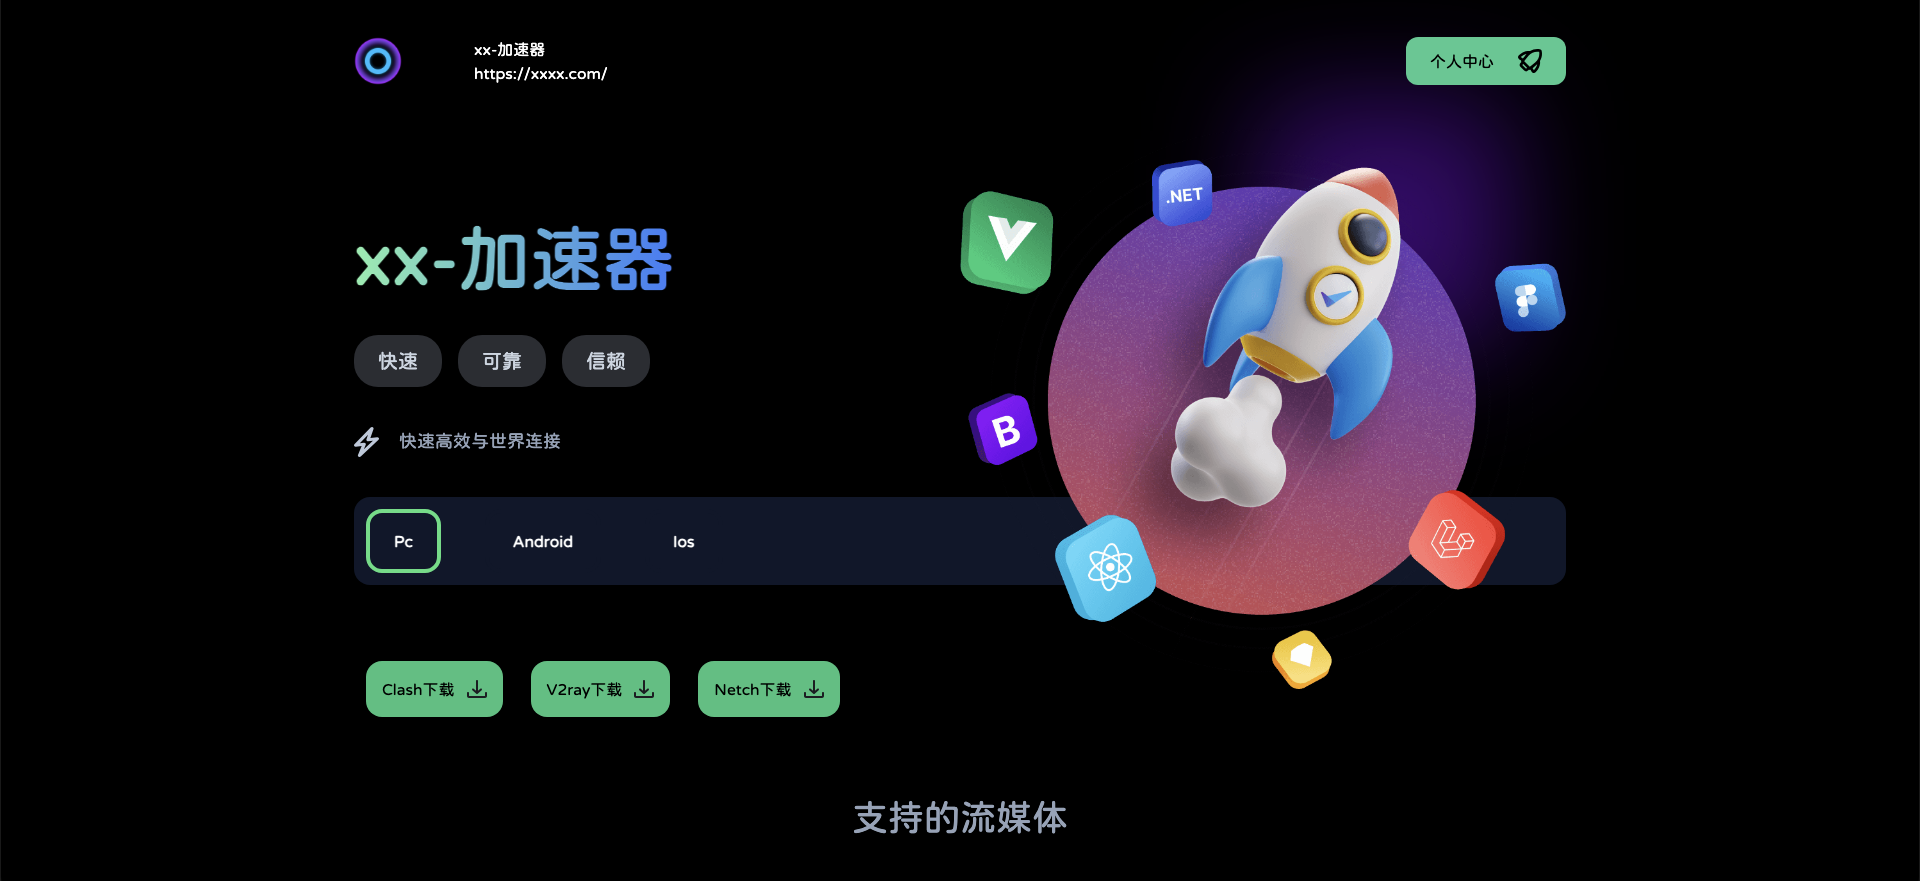 xx-加速器
https://xxxx.com/
个人中心
.NET
xx-加速器
快速
可靠
信赖
B
快速高效与世界连接
Pc
Android
Ios
Clash下载
V2ray下载
Netch下载
支持的流媒体